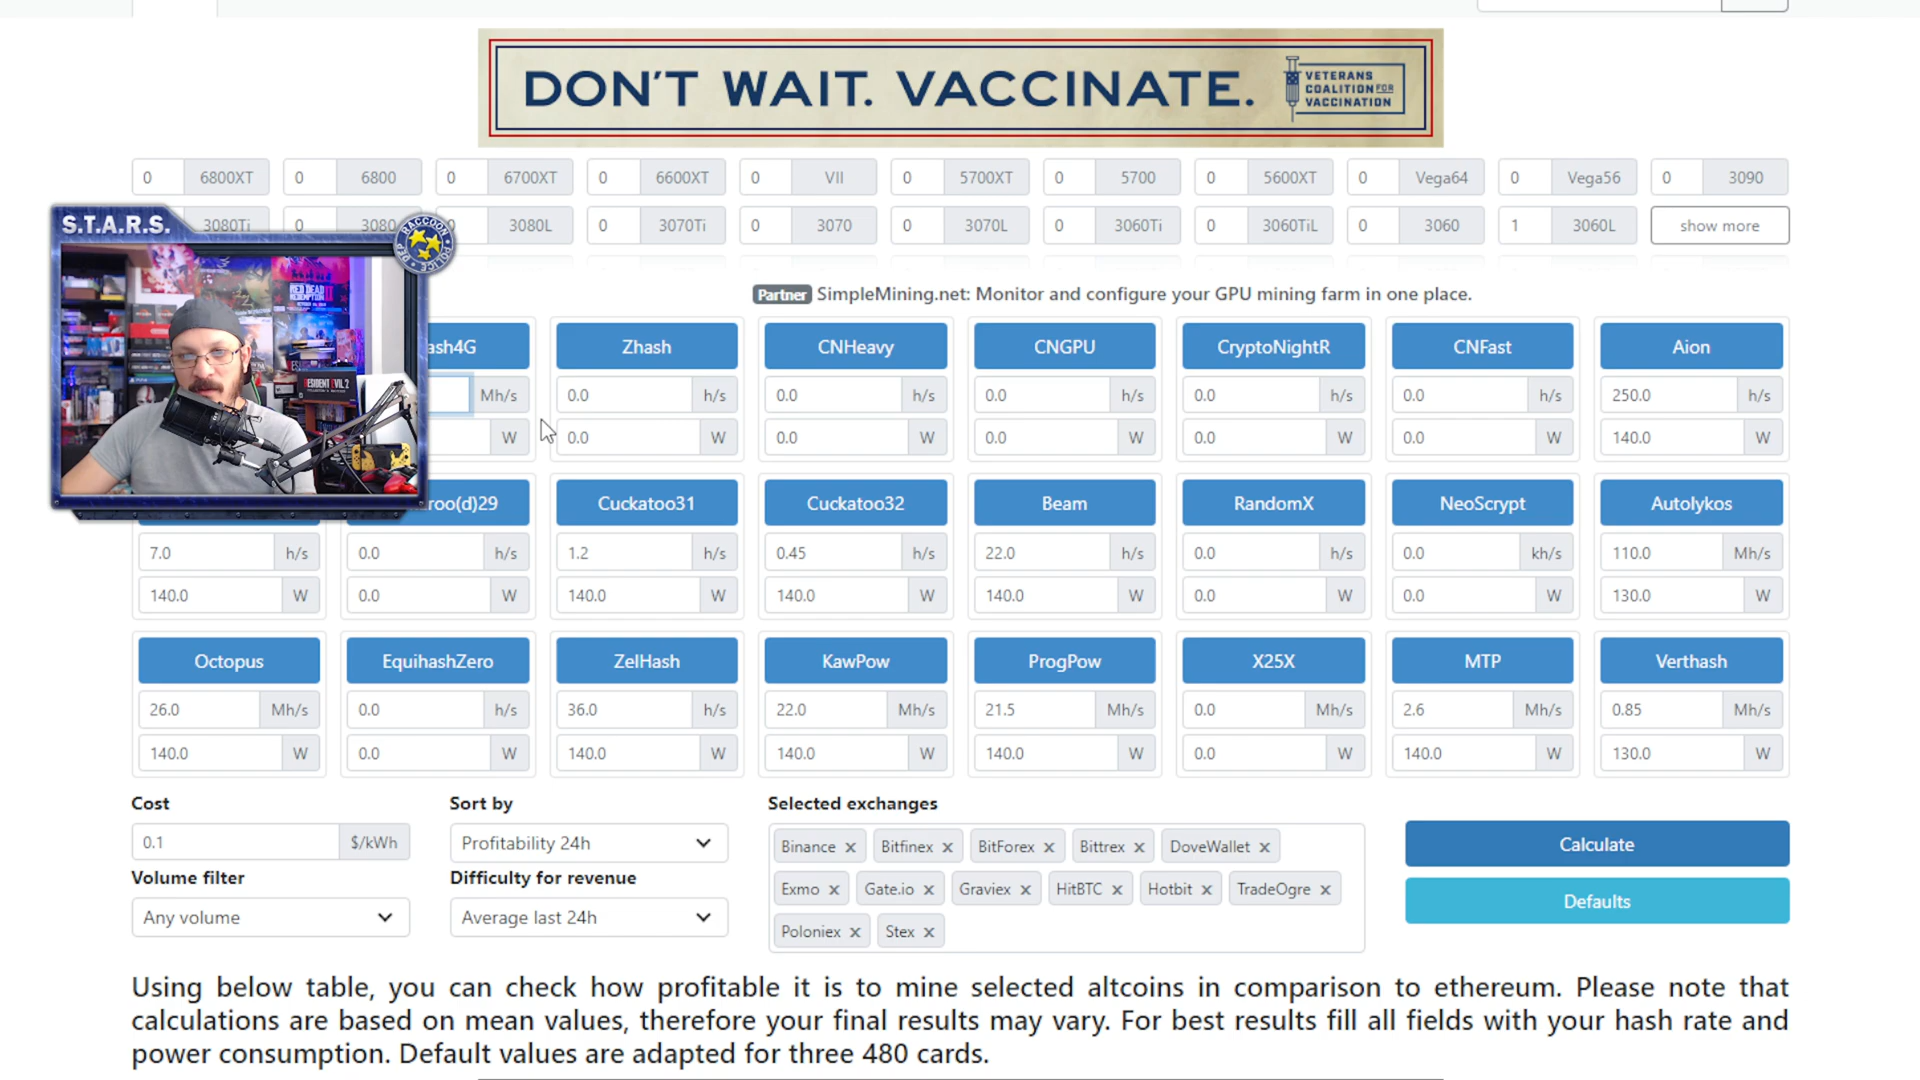 DON'T WAIT. VACCINATE.
VETERANS
COALITION FOR
VACCINATION
0 6800XT 0 6800 0 6700XT 0 6600XT 0 VII 0 5700XT 0 5700 0 5600XT 0 Vega64 0 Vega56 0 3090
3080Ti 0 3080 0 3080L 0 3070Ti 0 3070 0 3070L 0 3060Ti 0 3060TiL 0 3060 1 3060L show more
S.T.A.R.S.
RACCOON
POLICE DEP
RED DEAD
REDEMPTION II
RESIDENT EVIL 2
Partner SimpleMining.net: Monitor and configure your GPU mining farm in one place.
ash4G Zhash CNHeavy CNGPU CryptoNightR CNFast Aion
Mh/s 0.0 h/s 0.0 h/s 0.0 h/s 0.0 h/s 0.0 h/s 250.0 h/s
W 0.0 W 0.0 W 0.0 W 0.0 W 0.0 W 140.0 W
roo(d)29 Cuckatoo31 Cuckatoo32 Beam RandomX NeoScrypt Autolykos
7.0 h/s 0.0 h/s 1.2 h/s 0.45 h/s 22.0 h/s 0.0 h/s 0.0 kh/s 110.0 Mh/s
140.0 W 0.0 W 140.0 W 140.0 W 140.0 W 0.0 W 0.0 W 130.0 W
Octopus EquihashZero ZelHash KawPow ProgPow X25X MTP Verthash
26.0 Mh/s 0.0 h/s 36.0 h/s 22.0 Mh/s 21.5 Mh/s 0.0 Mh/s 2.6 Mh/s 0.85 Mh/s
140.0 W 0.0 W 140.0 W 140.0 W 140.0 W 0.0 W 140.0 W 130.0 W
Cost Sort by Selected exchanges
0.1 $/kWh Profitability 24h Binance × Bitfinex × BitForex × Bittrex × DoveWallet × Calculate
Volume filter Difficulty for revenue Exmo × Gate.io × Graviex × HitBTC × Hotbit × TradeOgre × Defaults
Any volume Average last 24h Poloniex × Stex ×
Using below table, you can check how profitable it is to mine selected altcoins in comparison to ethereum. Please note that
calculations are based on mean values, therefore your final results may vary. For best results fill all fields with your hash rate and
power consumption. Default values are adapted for three 480 cards.